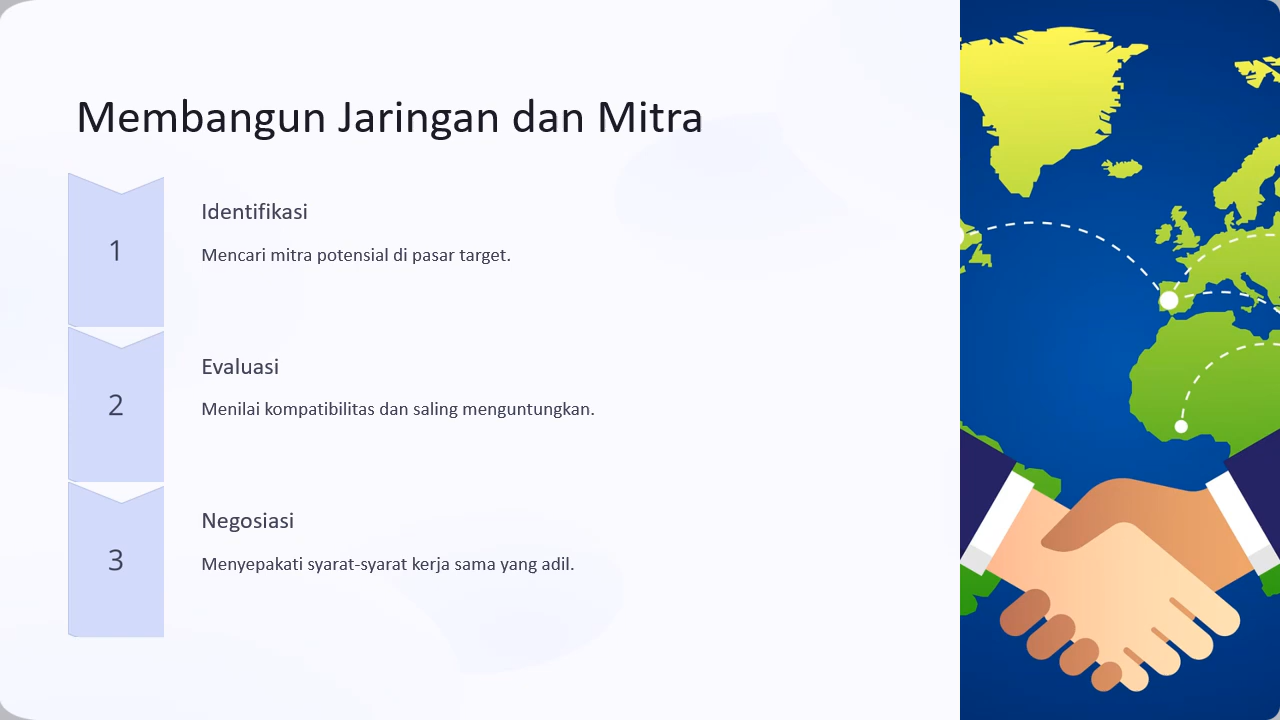 Membangun Jaringan dan Mitra
1
Identifikasi
Mencari mitra potensial di pasar target.
2
Evaluasi
Menilai kompatibilitas dan saling menguntungkan.
3
Negosiasi
Menyepakati syarat-syarat kerja sama yang adil.